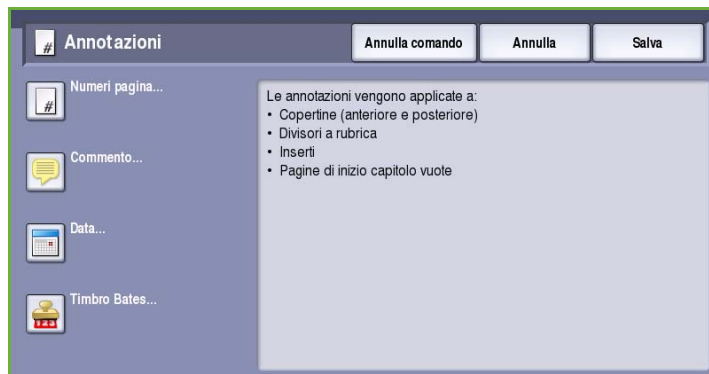 Annotazioni
Annulla comando
Annulla
Salva
Numeri pagina...
Commento...
Data...
Timbro Bates...
Le annotazioni vengono applicate a:
• Copertine (anteriore e posteriore)
• Divisori a rubrica
• Inserti
• Pagine di inizio capitolo vuote